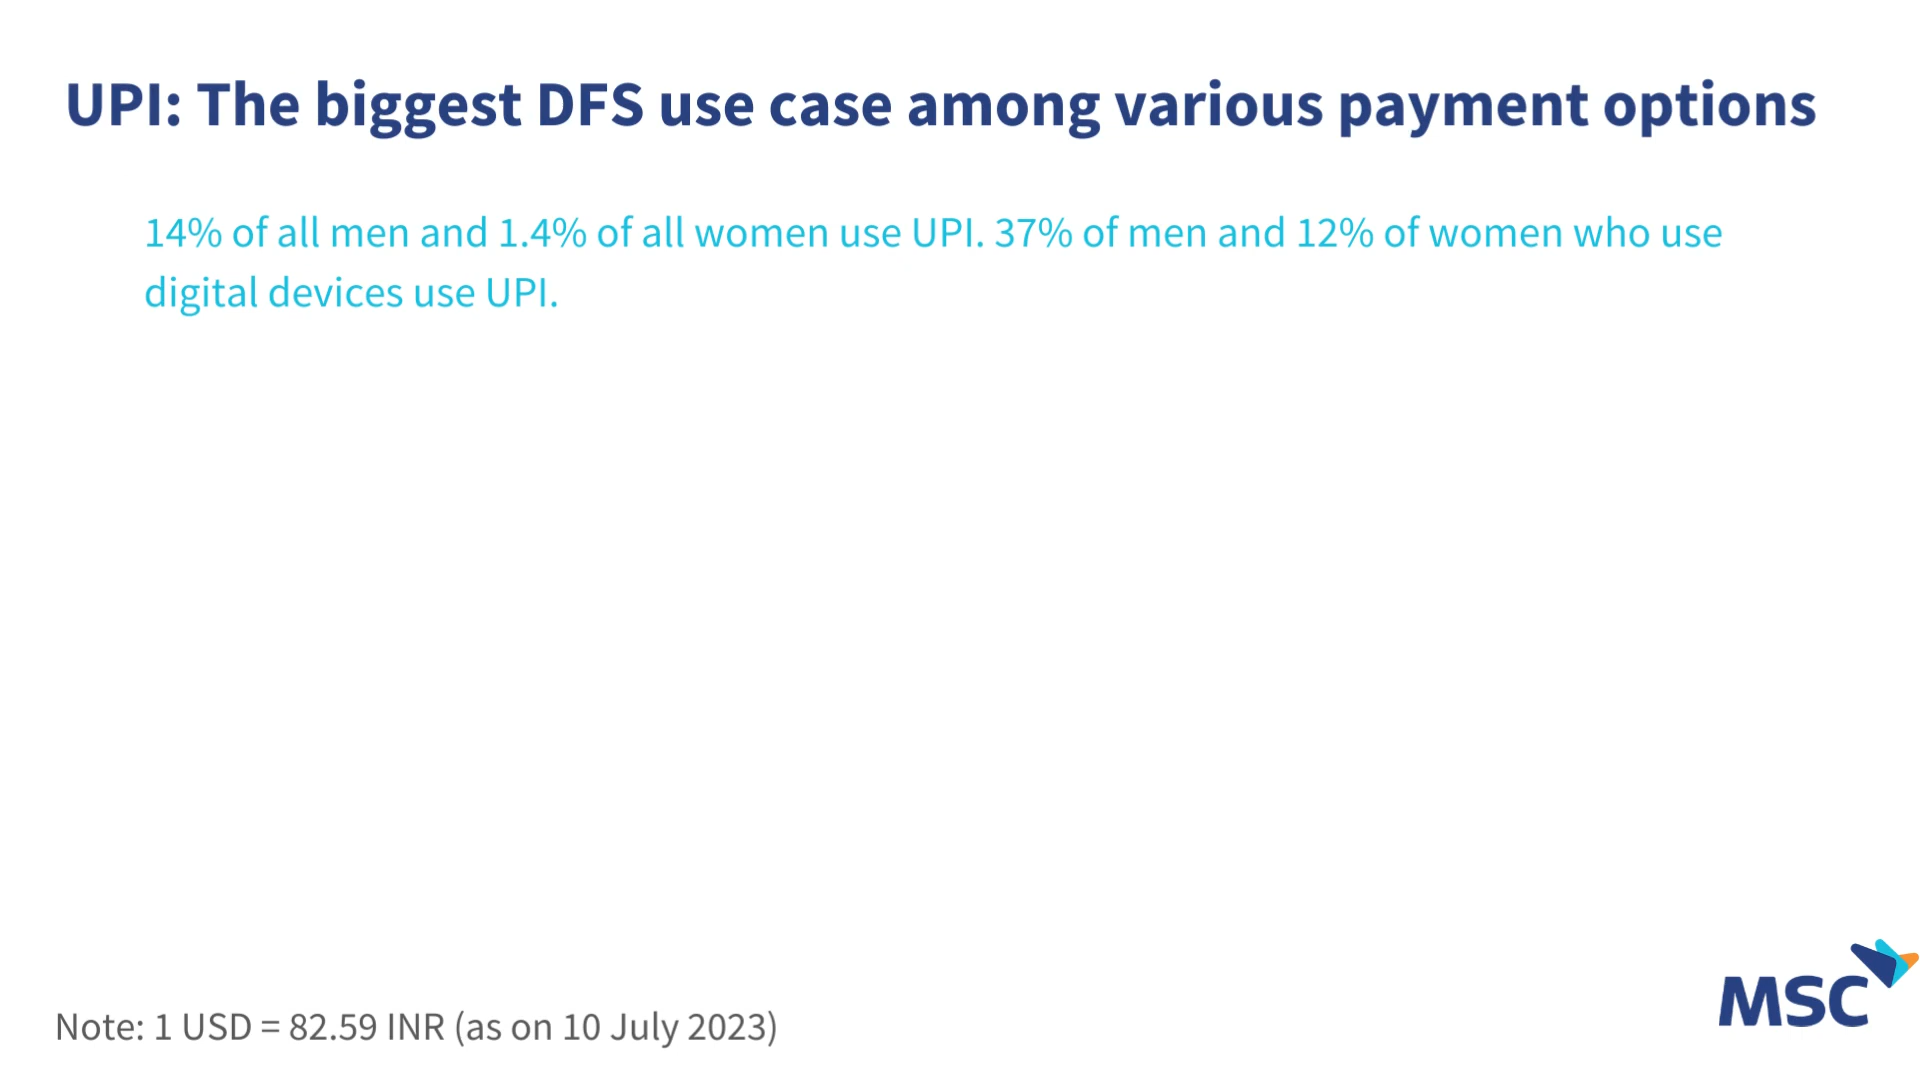 UPI: The biggest DFS use case among various payment options
14% of all men and 1.4% of all women use UPI. 37% of men and 12% of women who use
digital devices use UPI.
Note: 1 USD = 82.59 INR (as on 10 July 2023)
MSC